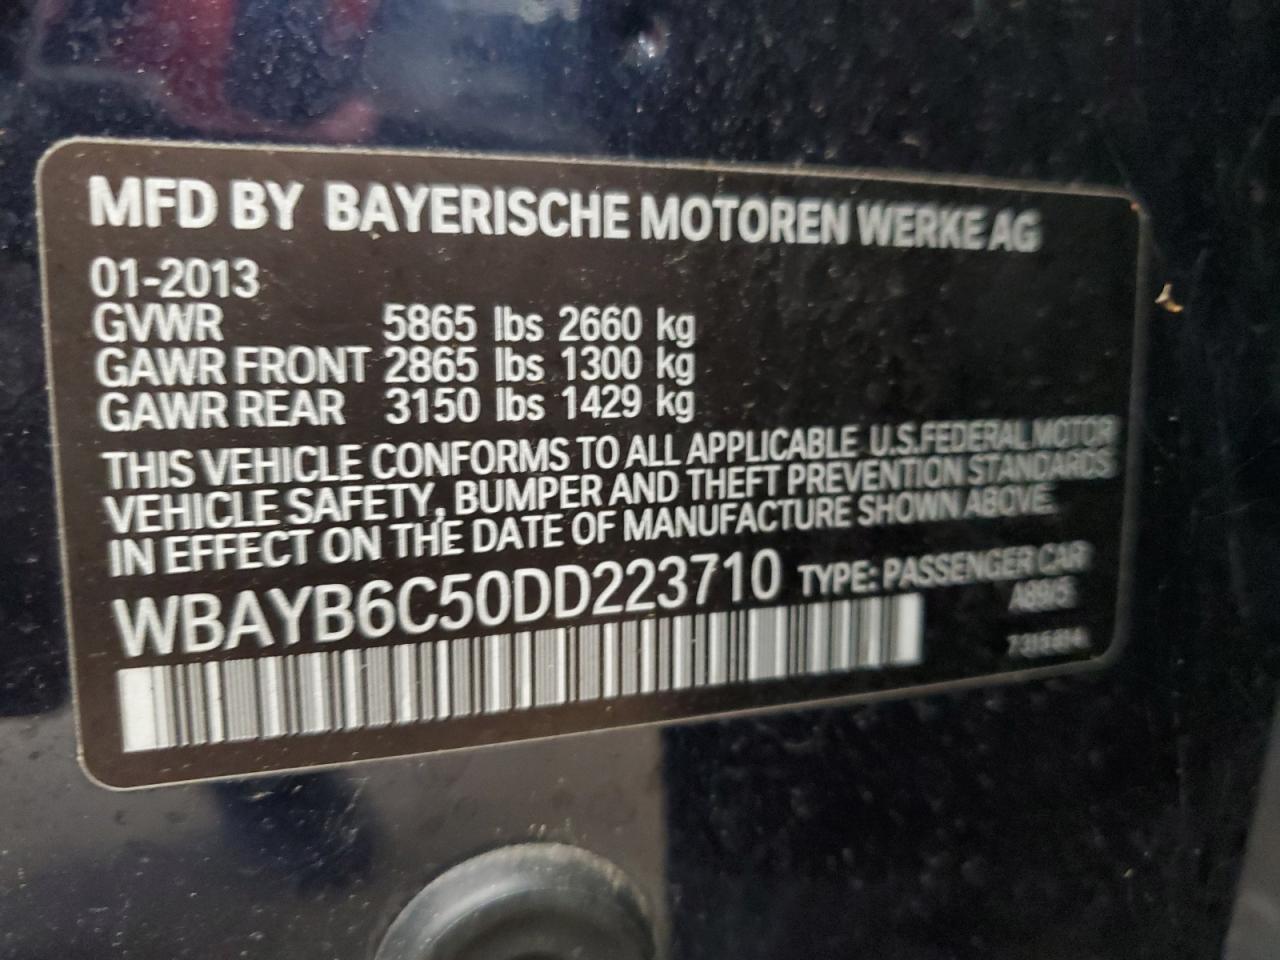 MFD BY BAYERISCHE MOTOREN WERKE AG
01-2013
GVWR 5865 lbs 2660 kg
GAWR FRONT 2865 lbs 1300 kg
GAWR REAR 3150 lbs 1429 kg
THIS VEHICLE CONFORMS TO ALL APPLICABLE U.S.FEDERAL MOTOR
VEHICLE SAFETY, BUMPER AND THEFT PREVENTION STANDARDS
IN EFFECT ON THE DATE OF MANUFACTURE SHOWN ABOVE.
WBAYB6C50DD223710 TYPE: PASSENGER CAR